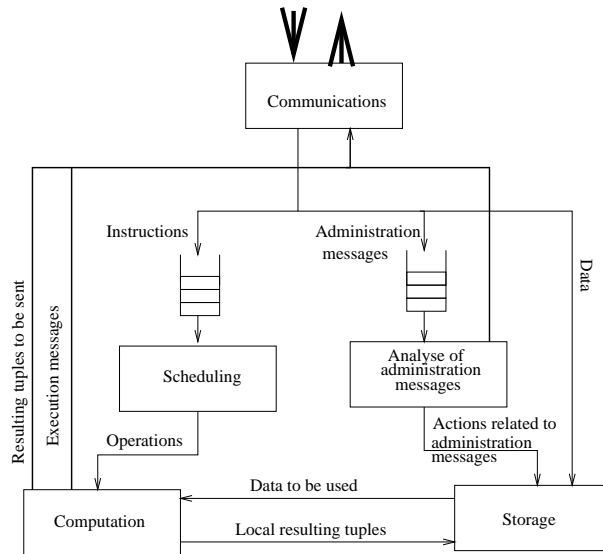 Communications
Instructions
Administration
messages
Data
Resulting tuples to be sent
Execution messages
Scheduling
Analyse of
administration
messages
Operations
Actions related to
administration
messages
Data to be used
Computation
Local resulting tuples
Storage